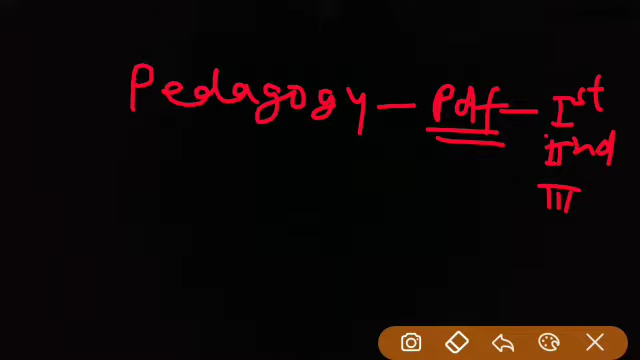 Pedagogy — Pdf — Ist
IInd
III